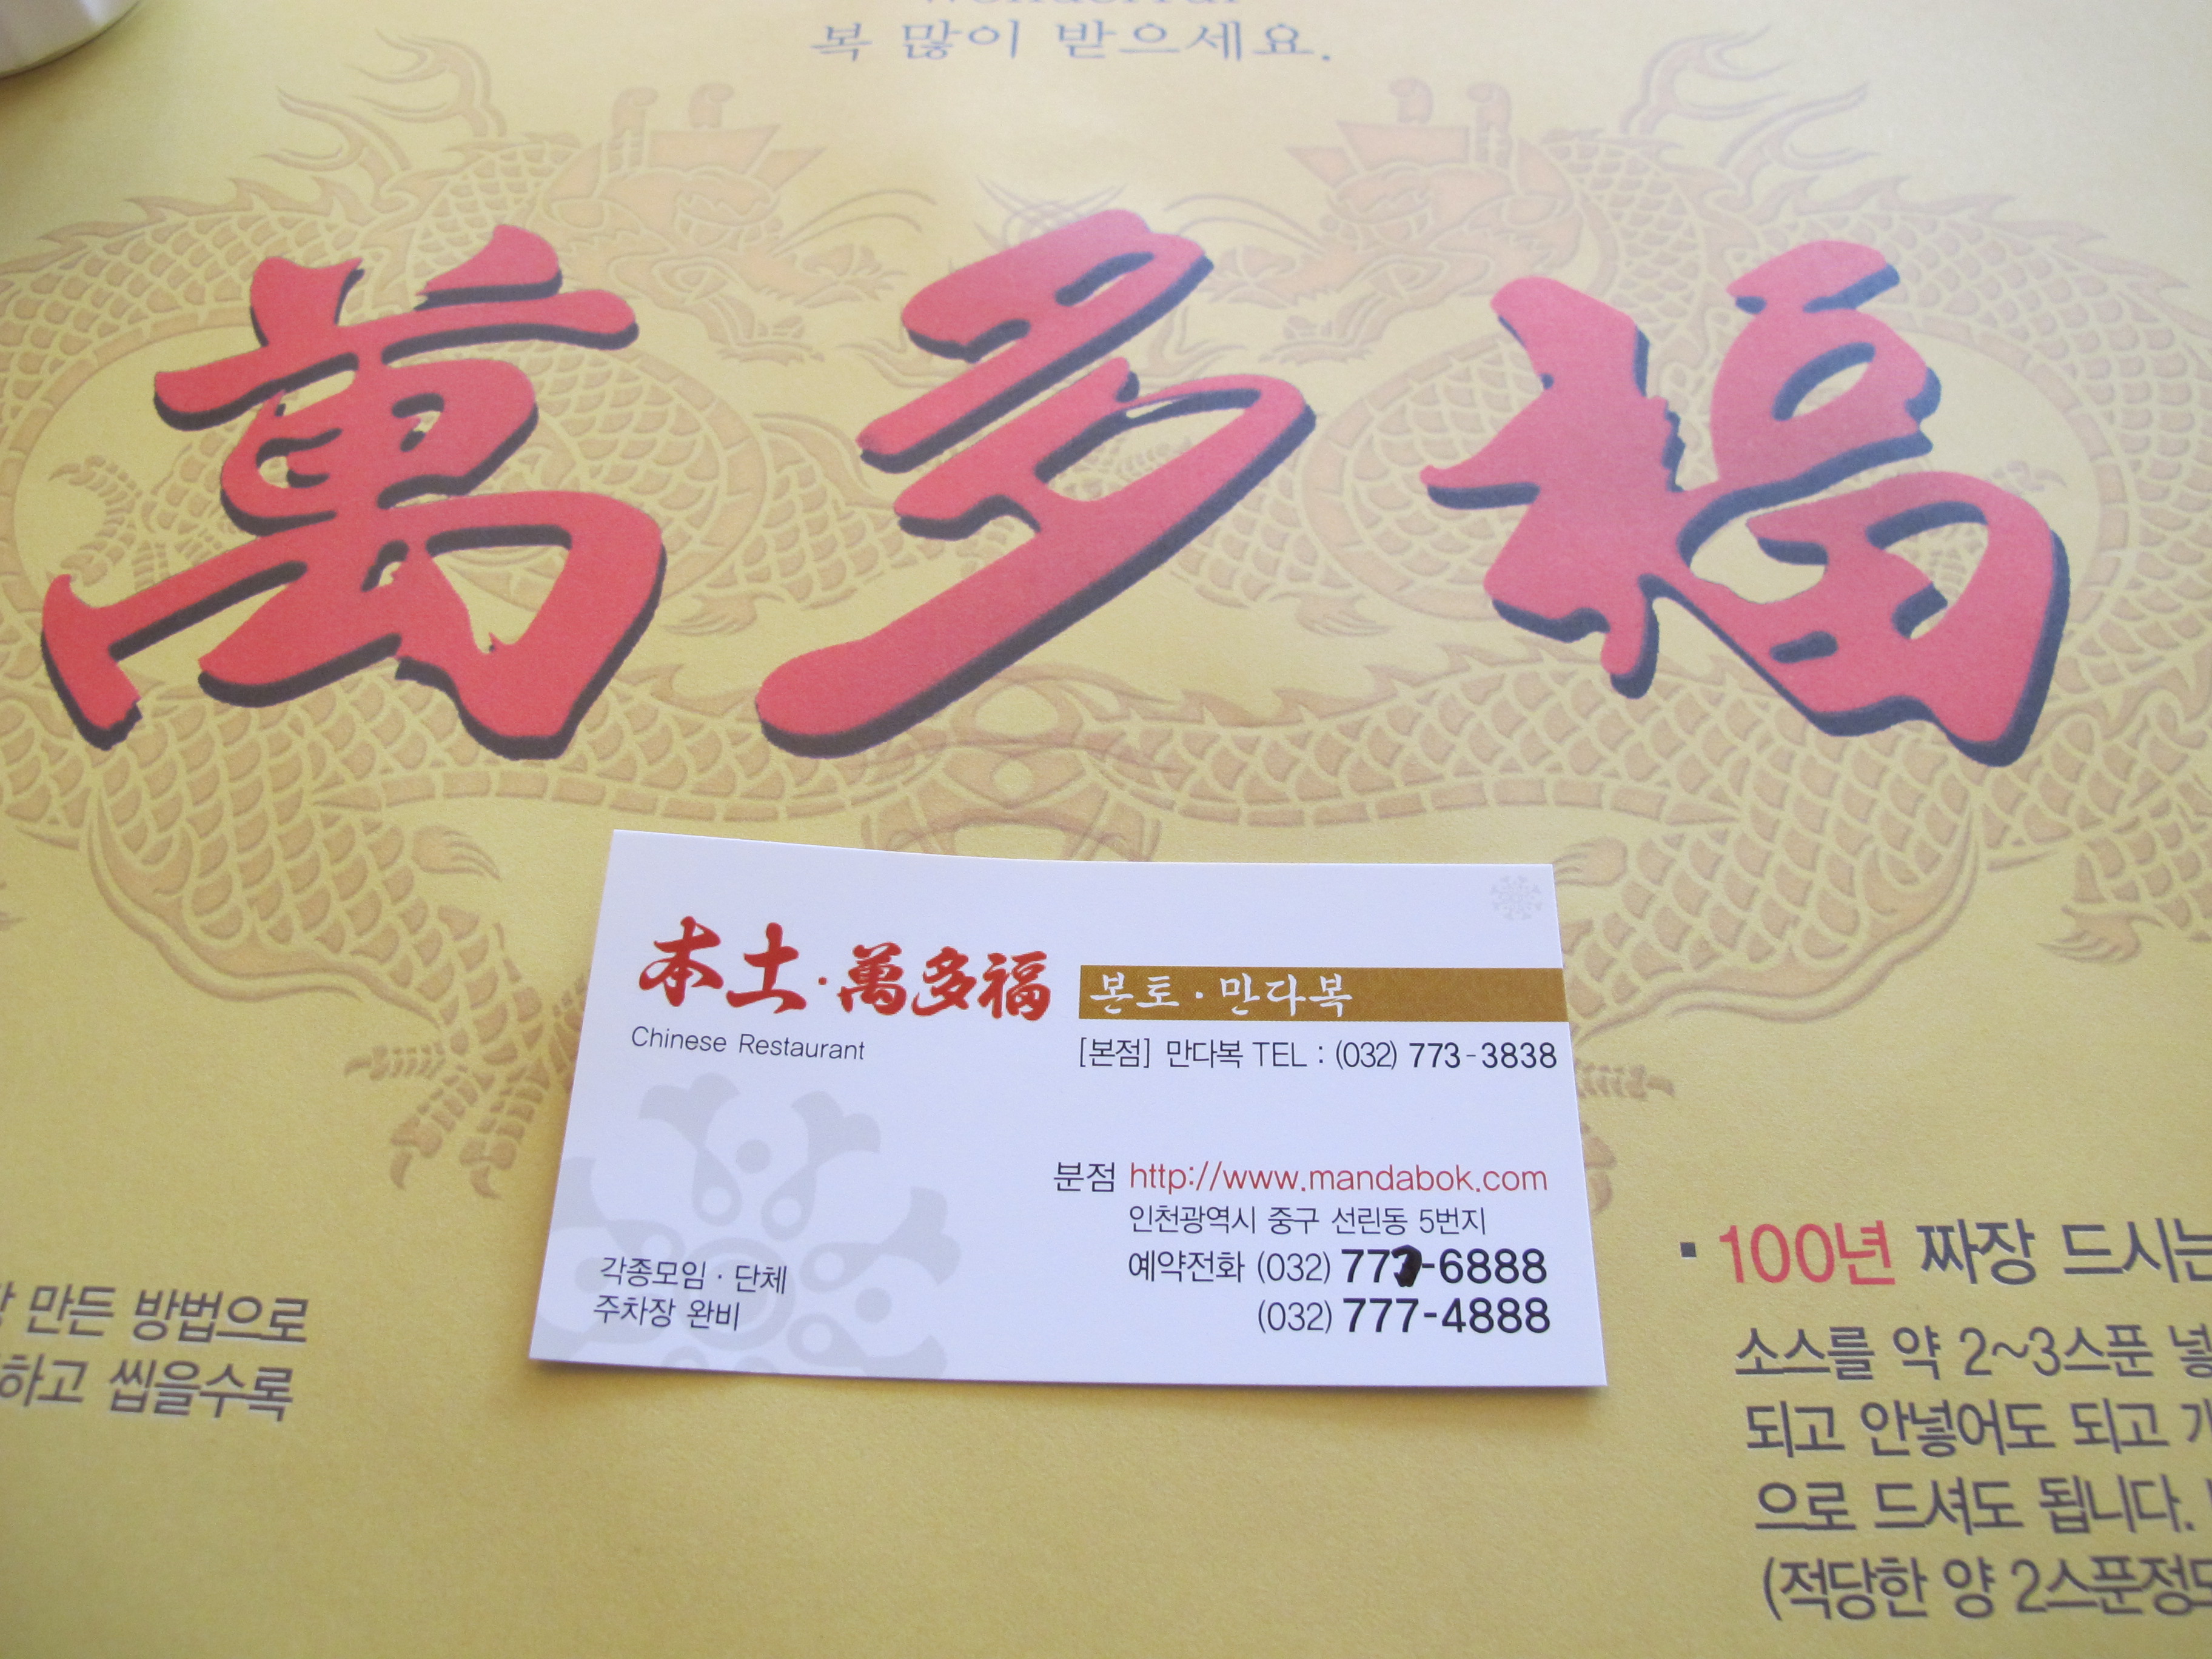 복 많이 받으세요.
萬多福
本土·萬多福
Chinese Restaurant
본토·만다복
[본점] 만다복 TEL : (032) 773-3838
분점 http://www.mandabok.com
인천광역시 중구 선린동 5번지
예약전화 (032) 77 -6888
(032) 777-4888
각종모임·단체
주차장 완비
만든 방법으로
하고 씹을수록
▪ 100년 짜장 드시는
소스를 약 2~3스푼
되고 안넣어도 되고
으로 드셔도 됩니다.
(적당한 양 2스푼정도